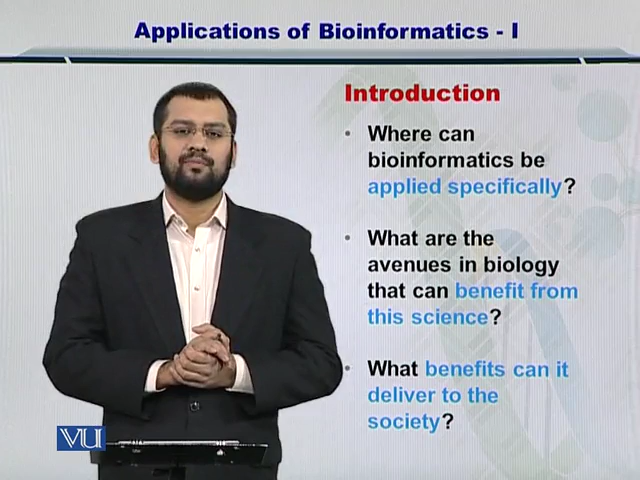 Applications of Bioinformatics - I
Introduction
• Where can
bioinformatics be
applied specifically?
• What are the
avenues in biology
that can benefit from
this science?
• What benefits can it
deliver to the
society?
VU